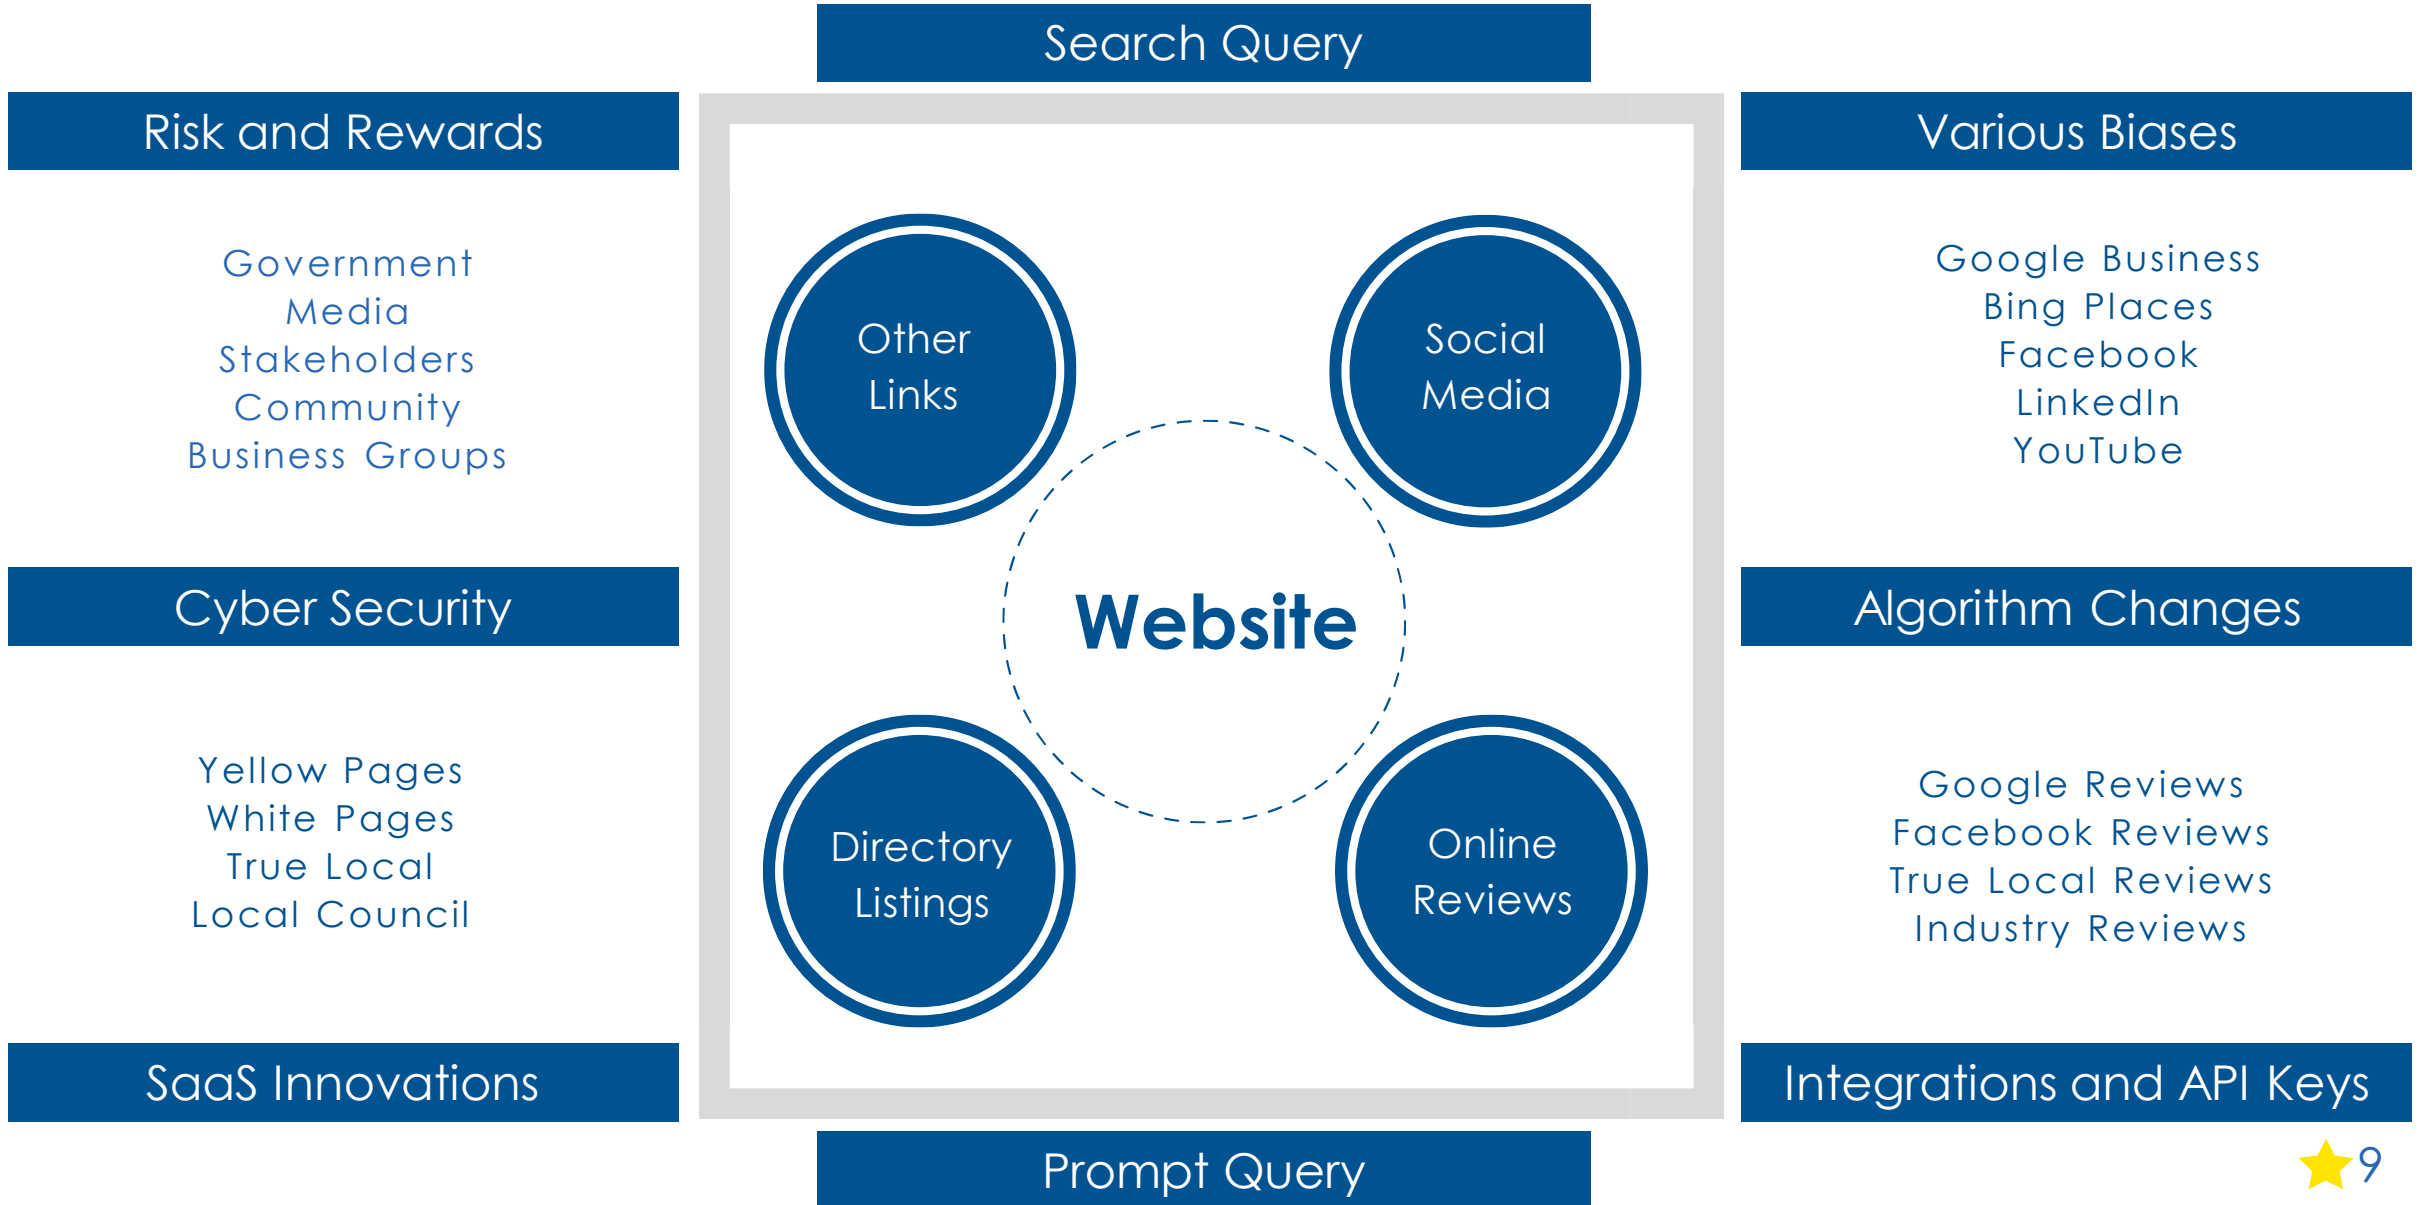 Search Query
Risk and Rewards
Various Biases
Government
Media
Stakeholders
Community
Business Groups
Other
Links
Social
Media
Google Business
Bing Places
Facebook
LinkedIn
YouTube
Cyber Security
Website
Algorithm Changes
Yellow Pages
White Pages
True Local
Local Council
Directory
Listings
Online
Reviews
Google Reviews
Facebook Reviews
True Local Reviews
Industry Reviews
SaaS Innovations
Integrations and API Keys
Prompt Query
9